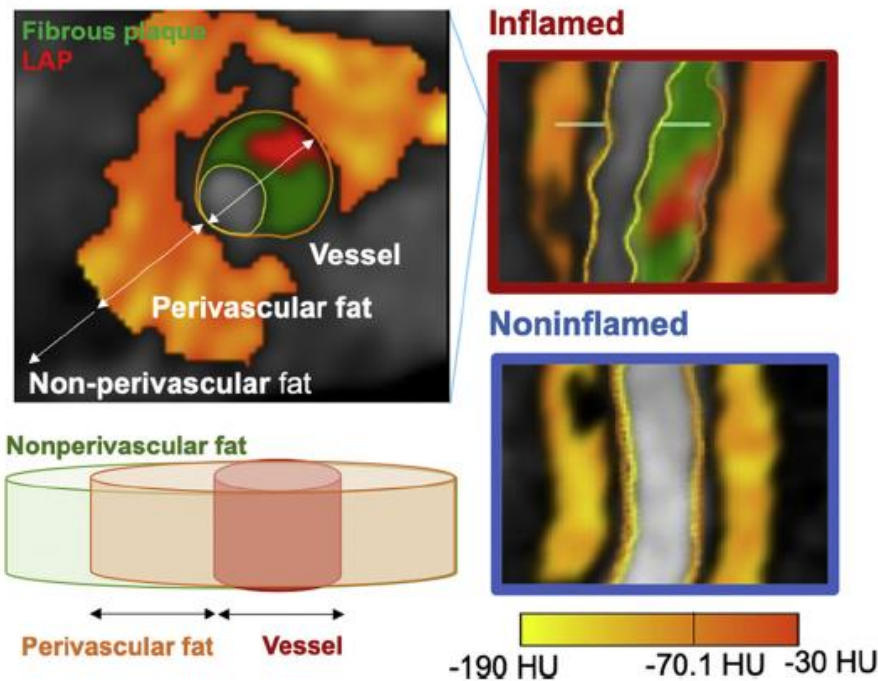 Fibrous plaque
LAP
Vessel
Perivascular fat
Non-perivascular fat
Inflamed
Noninflamed
Nonperivascular fat
Perivascular fat
Vessel
-190 HU
-70.1 HU
-30 HU